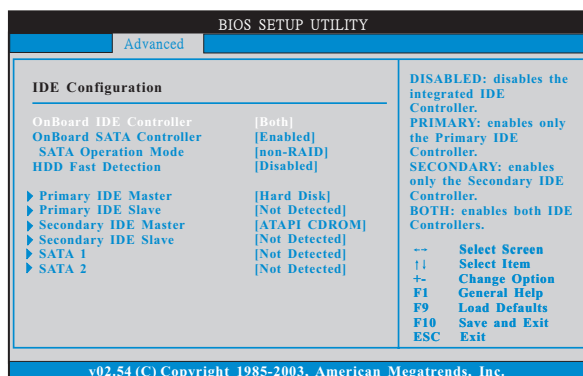 BIOS SETUP UTILITY
Advanced
IDE Configuration
OnBoard IDE Controller [Both]
OnBoard SATA Controller [Enabled]
SATA Operation Mode [non-RAID]
HDD Fast Detection [Disabled]
Primary IDE Master [Hard Disk]
Primary IDE Slave [Not Detected]
Secondary IDE Master [ATAPI CDROM]
Secondary IDE Slave [Not Detected]
SATA 1 [Not Detected]
SATA 2 [Not Detected]
DISABLED: disables the
integrated IDE
Controller.
PRIMARY: enables only
the Primary IDE
Controller.
SECONDARY: enables
only the Secondary IDE
Controller.
BOTH: enables both IDE
Controllers.
↔ Select Screen
↑↓ Select Item
+- Change Option
F1 General Help
F9 Load Defaults
F10 Save and Exit
ESC Exit
v02.54 (C) Copyright 1985-2003, American Megatrends, Inc.